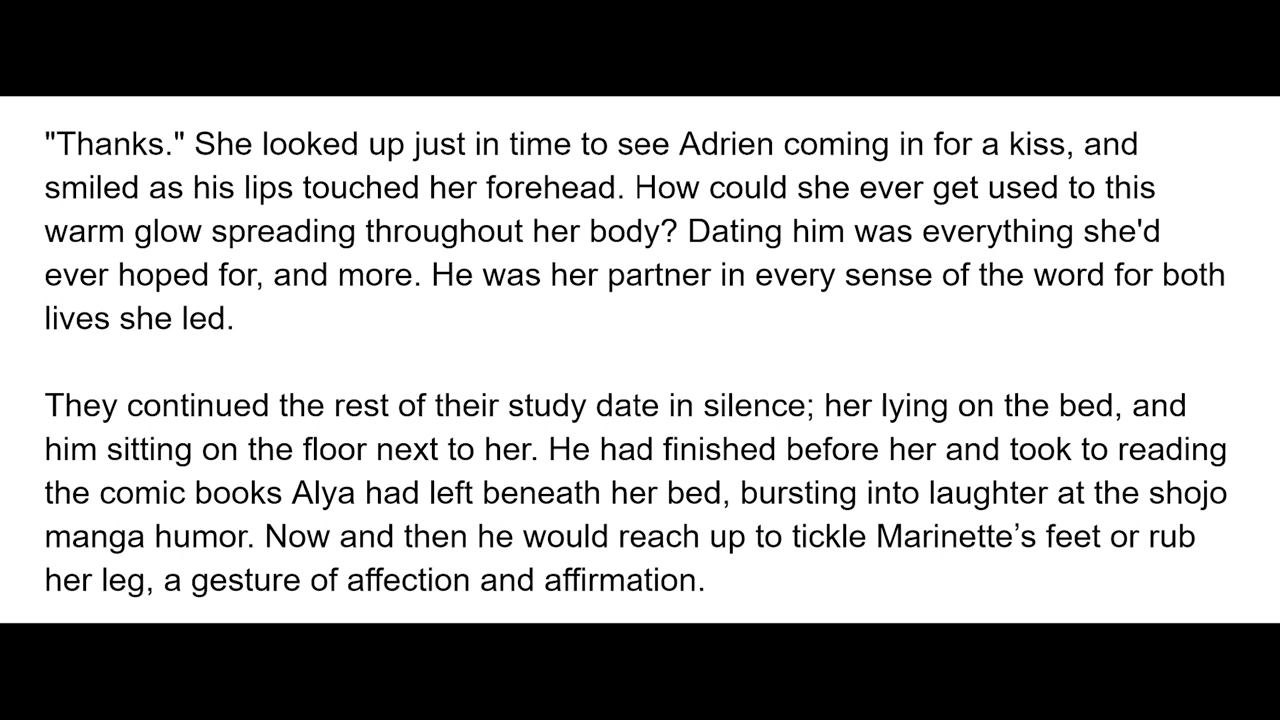 "Thanks." She looked up just in time to see Adrien coming in for a kiss, and
smiled as his lips touched her forehead. How could she ever get used to this
warm glow spreading throughout her body? Dating him was everything she'd
ever hoped for, and more. He was her partner in every sense of the word for both
lives she led.
They continued the rest of their study date in silence; her lying on the bed, and
him sitting on the floor next to her. He had finished before her and took to reading
the comic books Alya had left beneath her bed, bursting into laughter at the shojo
manga humor. Now and then he would reach up to tickle Marinette’s feet or rub
her leg, a gesture of affection and affirmation.